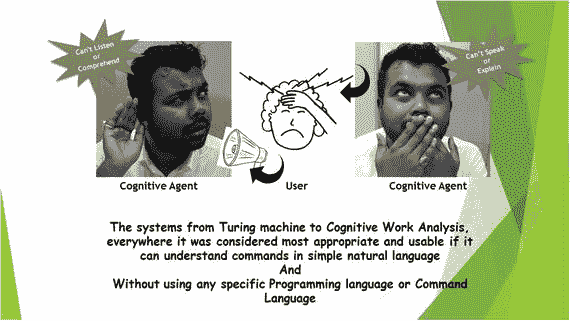 Can't Listen
or
Comprehend
Can't Speak
or
Explain
Cognitive Agent
User
Cognitive Agent
The systems from Turing machine to Cognitive Work Analysis,
everywhere it was considered most appropriate and usable if it
can understand commands in simple natural language
And
Without using any specific Programming language or Command
Language